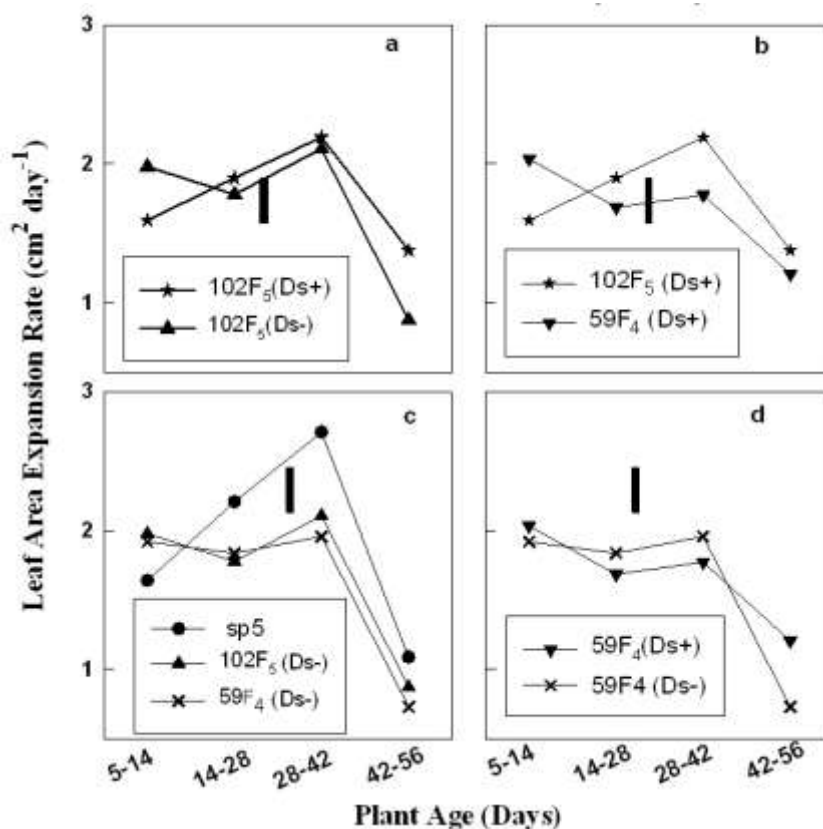 Leaf Area Expansion Rate (cm² day⁻¹)
3
2
1
a
102F₅(Ds+)
102F₅(Ds-)
b
102F₅ (Ds+)
59F₄ (Ds+)
3
2
1
c
sp5
102F₅(Ds-)
59F₄ (Ds-)
d
59F₄(Ds+)
59F4 (Ds-)
5-14 14-28 28-42 42-56
5-14 14-28 28-42 42-56
Plant Age (Days)